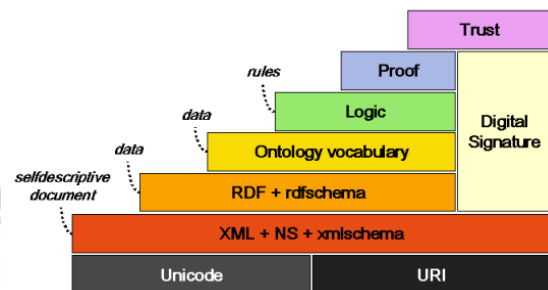 Trust
Proof
rules
Logic
Digital
Signature
data
Ontology vocabulary
data
RDF + rdfschema
selfdescriptive
document
XML + NS + xmlschema
Unicode
URI